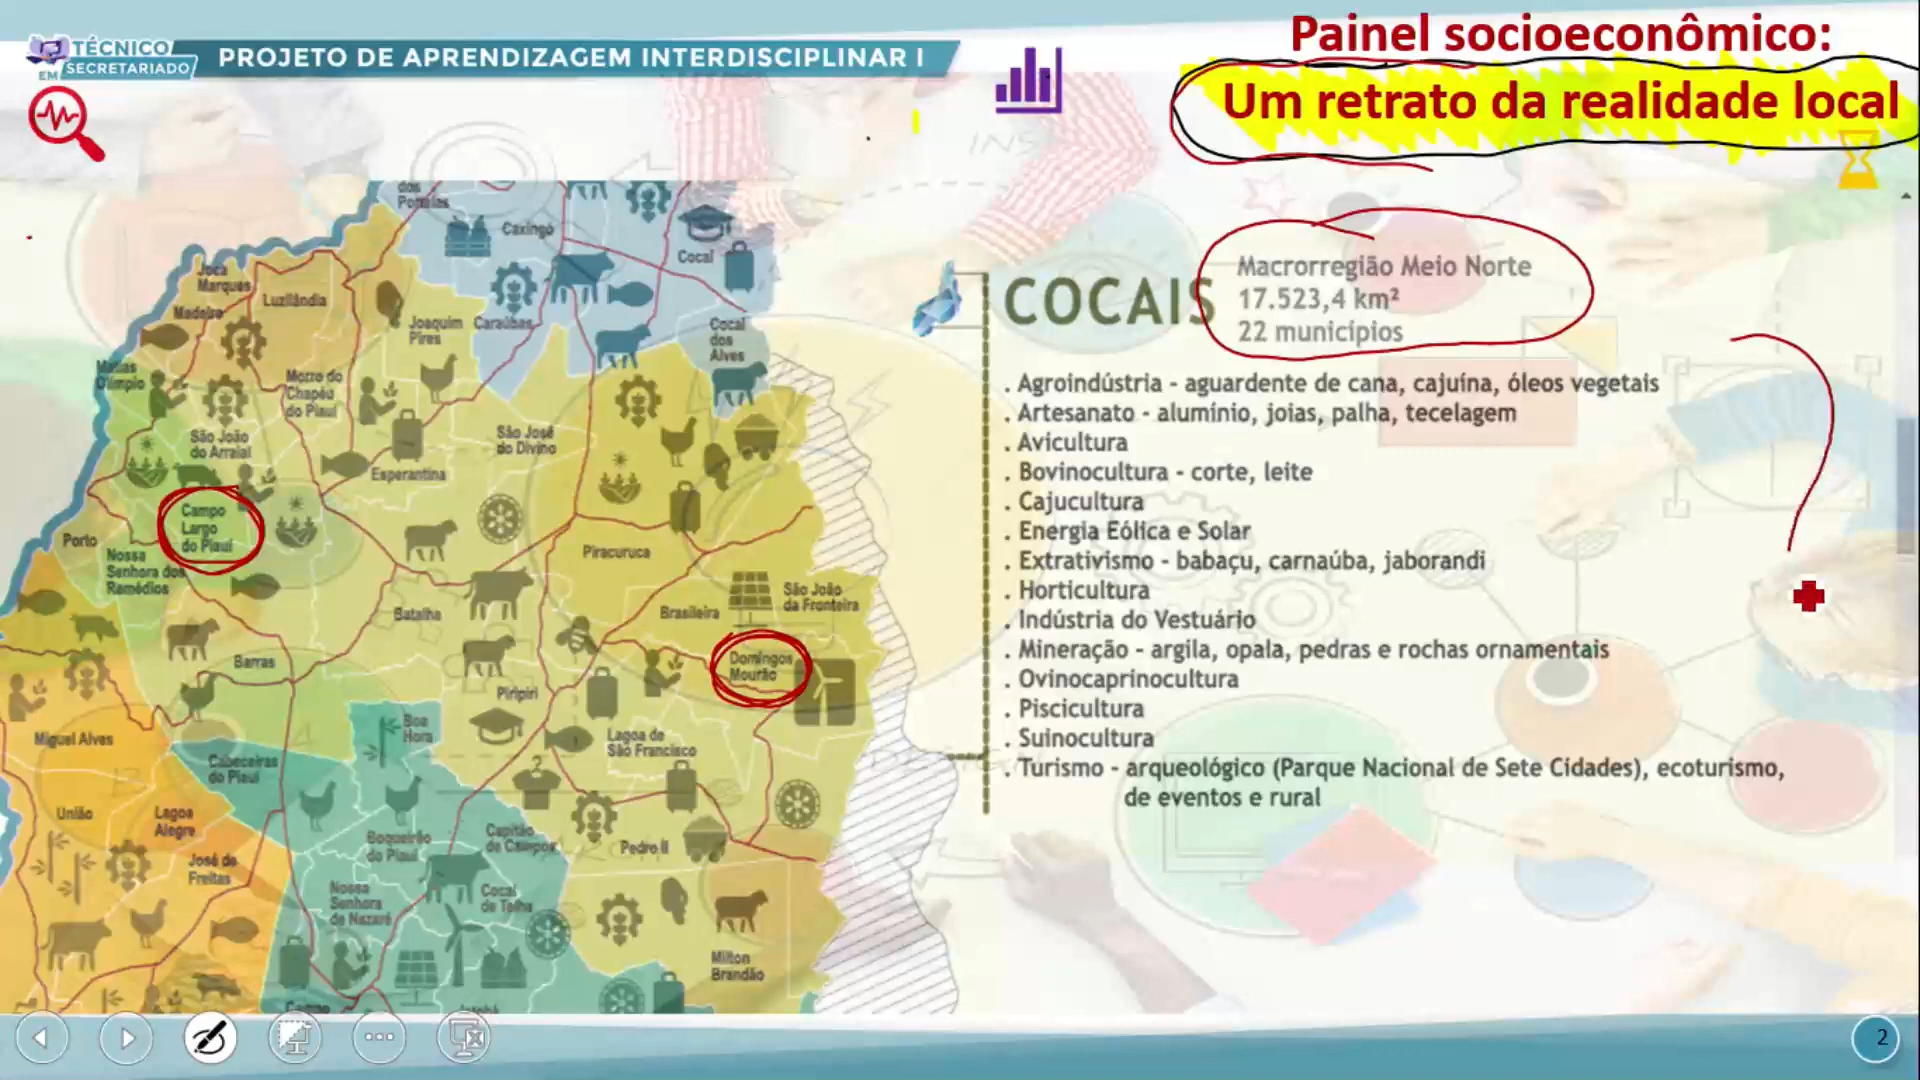 TÉCNICO
EM SECRETARIADO
PROJETO DE APRENDIZAGEM INTERDISCIPLINAR I
Painel socioeconômico:
Um retrato da realidade local
INS
dos
Caxingó
Cocal
Joca
Marques
Luzilândia
Madeiro
Joaquim
Pires
Caraúbas
Cocal
dos
Alves
Matias
Olímpio
Morro do
Chapéu
do Piauí
São João
do Arraial
São José
do Divino
Esperantina
Campo
Largo
do Piauí
Porto
Nossa
Senhora dos
Remédios
Piracuruca
São João
da Fronteira
Batalha
Brasileira
Domingos
Mourão
Barras
Piripiri
Boa
Hora
Lagoa de
São Francisco
Miguel Alves
Cabeceiras
do Piauí
União
Lagoa
Alegre
Boqueirão
do Piauí
Capitão
de Campos
Pedro II
José de
Freitas
Nossa
Senhora
de Nazaré
Cocal
de Telha
Milton
Brandão
COCAIS
Macrorregião Meio Norte
17.523,4 km²
22 municípios
. Agroindústria - aguardente de cana, cajuína, óleos vegetais
. Artesanato - alumínio, joias, palha, tecelagem
. Avicultura
. Bovinocultura - corte, leite
. Cajucultura
. Energia Eólica e Solar
. Extrativismo - babaçu, carnaúba, jaborandi
. Horticultura
. Indústria do Vestuário
. Mineração - argila, opala, pedras e rochas ornamentais
. Ovinocaprinocultura
. Piscicultura
. Suinocultura
. Turismo - arqueológico (Parque Nacional de Sete Cidades), ecoturismo,
de eventos e rural
2